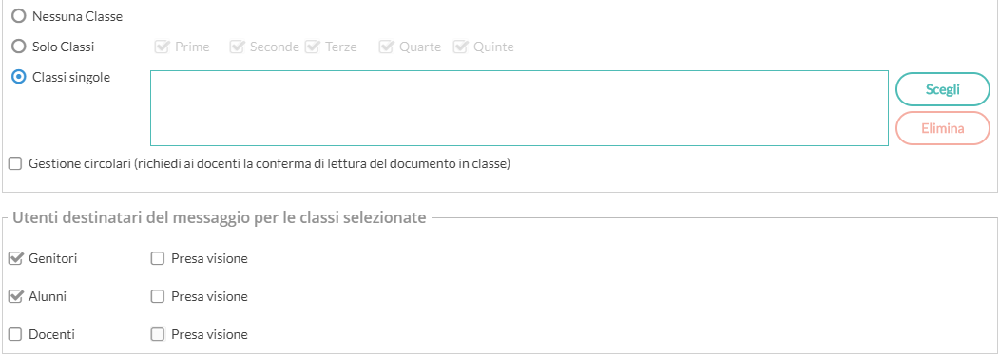 Nessuna Classe
Solo Classi Prime Seconde Terze Quarte Quinte
Classi singole
Scegli
Elimina
Gestione circolari (richiedi ai docenti la conferma di lettura del documento in classe)
Utenti destinatari del messaggio per le classi selezionate
Genitori Presa visione
Alunni Presa visione
Docenti Presa visione